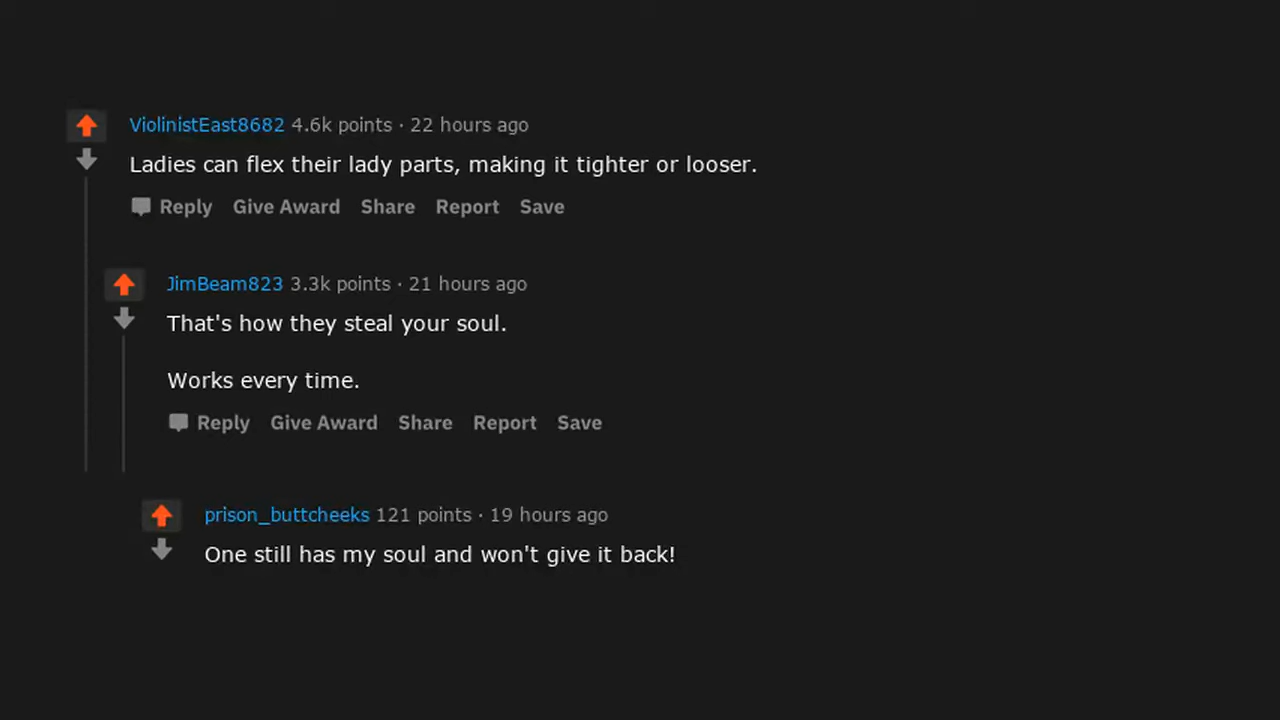 ViolinistEast8682 4.6k points · 22 hours ago
Ladies can flex their lady parts, making it tighter or looser.
Reply Give Award Share Report Save
JimBeam823 3.3k points · 21 hours ago
That's how they steal your soul.
Works every time.
Reply Give Award Share Report Save
prison_buttcheeks 121 points · 19 hours ago
One still has my soul and won't give it back!